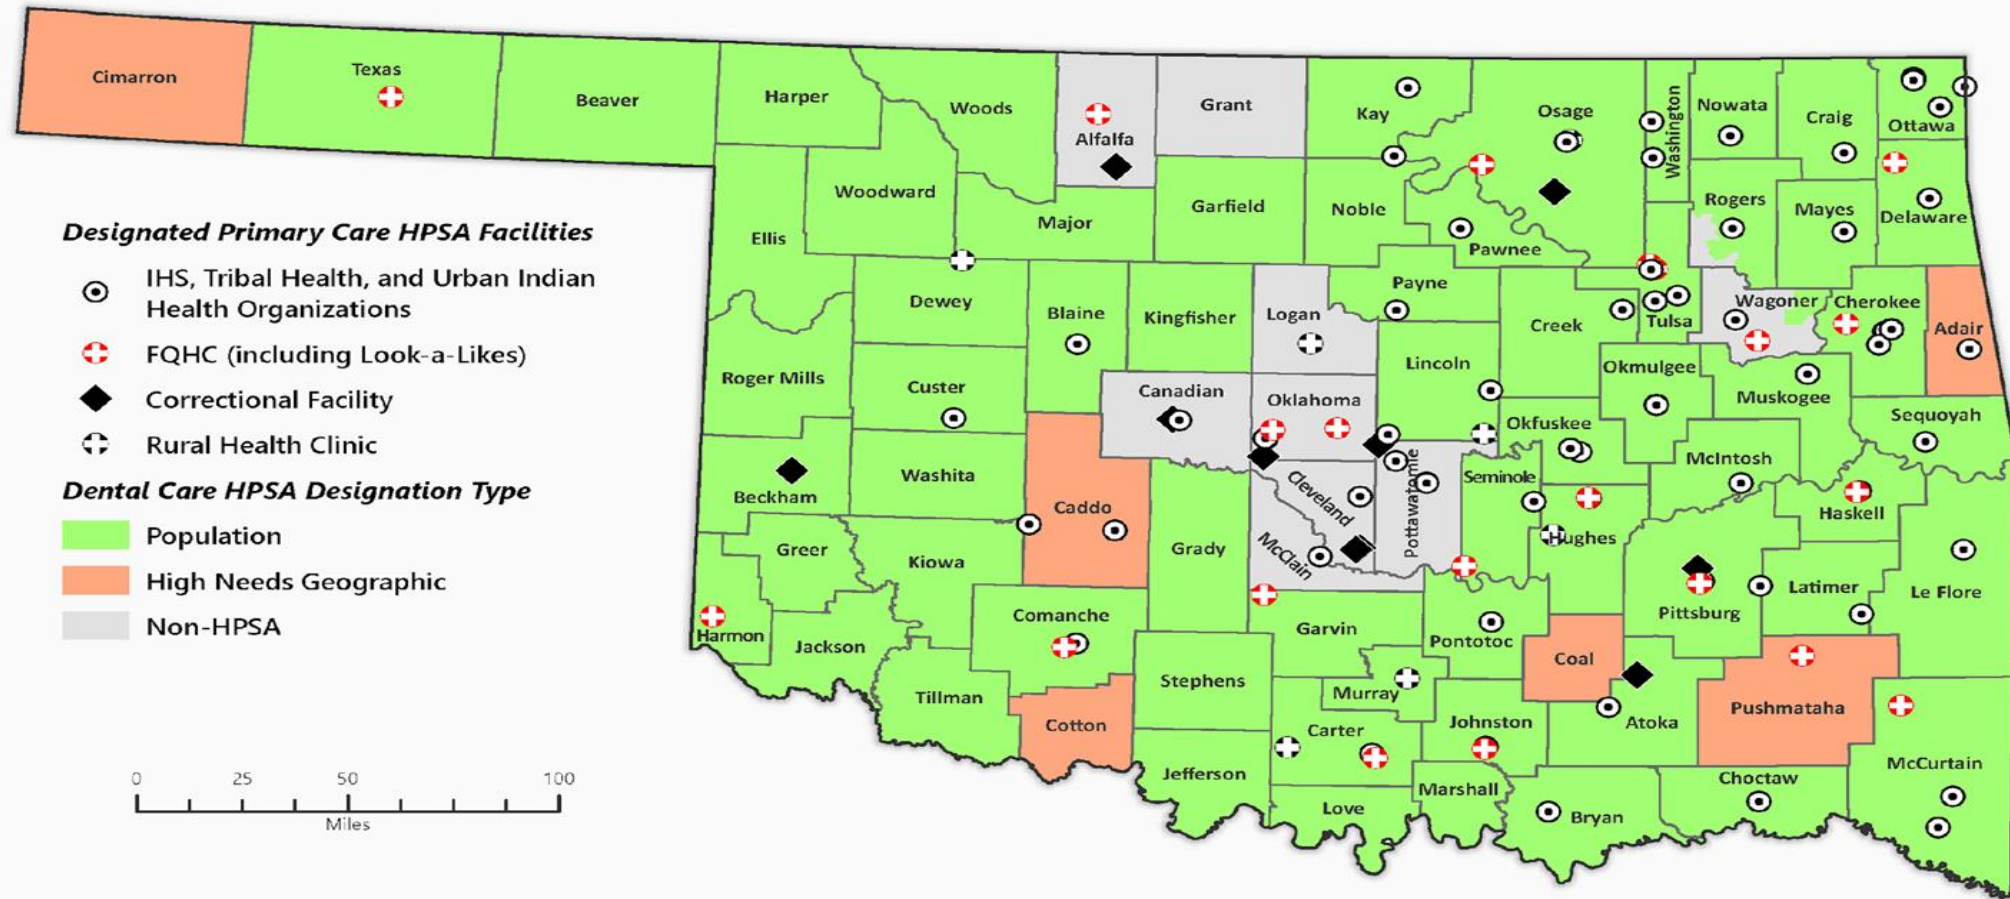 Cimarron
Texas
Beaver
Harper
Woods
Alfalfa
Grant
Kay
Osage
Washington
Nowata
Craig
Ottawa
Woodward
Ellis
Major
Garfield
Noble
Pawnee
Rogers
Mayes
Delaware
Designated Primary Care HPSA Facilities
IHS, Tribal Health, and Urban Indian
Health Organizations
FQHC (including Look-a-Likes)
Correctional Facility
Rural Health Clinic
Dental Care HPSA Designation Type
Population
High Needs Geographic
Non-HPSA
0 25 50 100
Miles
Dewey
Blaine
Kingfisher
Logan
Payne
Creek
Tulsa
Wagoner
Cherokee
Adair
Roger Mills
Custer
Canadian
Oklahoma
Lincoln
Okmulgee
Okfuskee
Muskogee
Sequoyah
Beckham
Washita
Caddo
Grady
Cleveland
McClain
Pottawatomie
Seminole
Hughes
McIntosh
Haskell
Greer
Kiowa
Harmon
Jackson
Comanche
Garvin
Pontotoc
Pittsburg
Latimer
Le Flore
Tillman
Cotton
Stephens
Murray
Coal
Atoka
Pushmataha
Carter
Johnston
Jefferson
Love
Marshall
Bryan
Choctaw
McCurtain